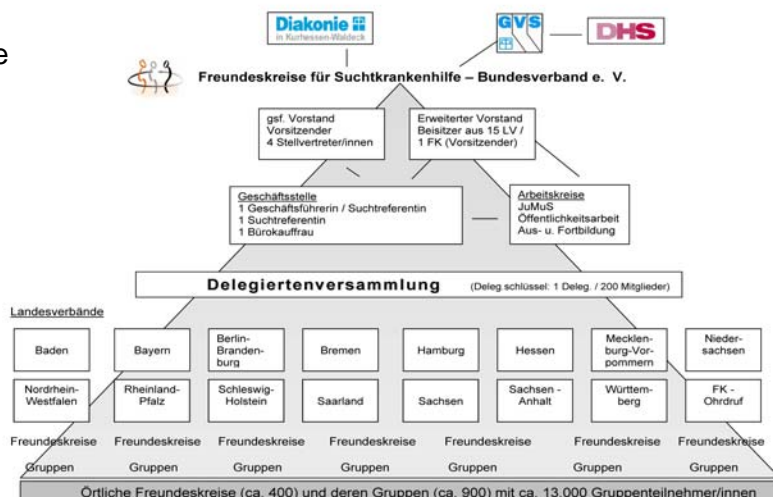 Diakonie
in Kurhessen-Waldeck
GVS
DHS
e
Freundeskreise für Suchtkrankenhilfe – Bundesverband e. V.
gsf. Vorstand
Vorsitzender
4 Stellvertreter/innen
Erweiterter Vorstand
Beisitzer aus 15 LV /
1 FK (Vorsitzender)
Geschäftsstelle
1 Geschäftsführerin / Suchtreferentin
1 Suchtreferentin
1 Bürokauffrau
Arbeitskreise
JuMuS
Öffentlichkeitsarbeit
Aus- u. Fortbildung
Delegiertenversammlung (Deleg.schlüssel: 1 Deleg. / 200 Mitglieder)
Landesverbände
Baden
Bayern
Berlin-
Branden-
burg
Bremen
Hamburg
Hessen
Mecklen-
burg-Vor-
pommern
Nieder-
sachsen
Nordrhein-
Westfalen
Rheinland-
Pfalz
Schleswig-
Holstein
Saarland
Sachsen
Sachsen -
Anhalt
Württem-
berg
FK -
Ohrdruf
Freundeskreise Freundeskreise Freundeskreise Freundeskreise Freundeskreise Freundeskreise Freundeskreise
Gruppen Gruppen Gruppen Gruppen Gruppen Gruppen Gruppen
Örtliche Freundeskreise (ca. 400) und deren Gruppen (ca. 900) mit ca. 13.000 Gruppenteilnehmer/innen